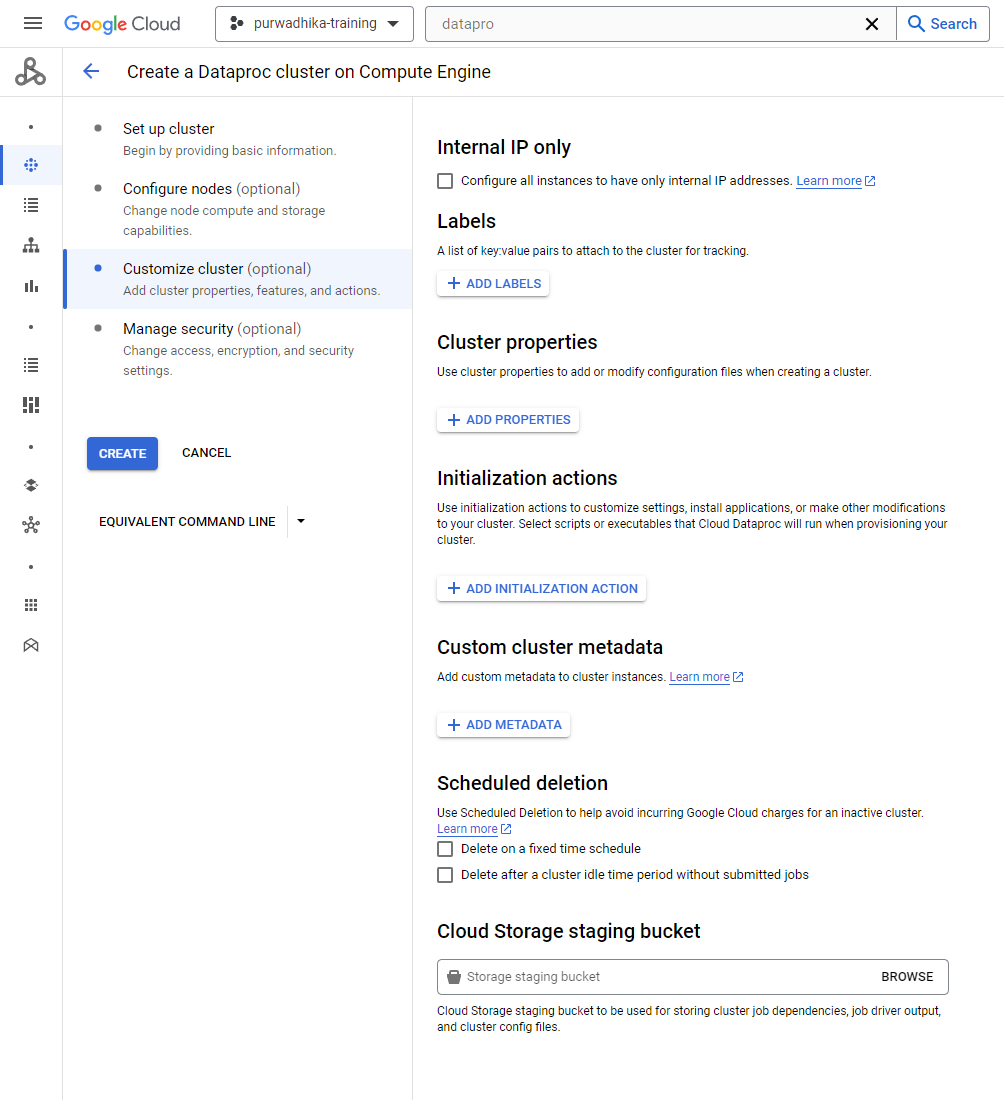 Google Cloud
purwadhika-training
datapro
Search
Create a Dataproc cluster on Compute Engine
Set up cluster
Begin by providing basic information.
Configure nodes (optional)
Change node compute and storage
capabilities.
Customize cluster (optional)
Add cluster properties, features, and actions.
Manage security (optional)
Change access, encryption, and security
settings.
CREATE
CANCEL
EQUIVALENT COMMAND LINE
Internal IP only
Configure all instances to have only internal IP addresses. Learn more
Labels
A list of key:value pairs to attach to the cluster for tracking.
ADD LABELS
Cluster properties
Use cluster properties to add or modify configuration files when creating a cluster.
ADD PROPERTIES
Initialization actions
Use initialization actions to customize settings, install applications, or make other modifications
to your cluster. Select scripts or executables that Cloud Dataproc will run when provisioning your
cluster.
ADD INITIALIZATION ACTION
Custom cluster metadata
Add custom metadata to cluster instances. Learn more
ADD METADATA
Scheduled deletion
Use Scheduled Deletion to help avoid incurring Google Cloud charges for an inactive cluster.
Learn more
Delete on a fixed time schedule
Delete after a cluster idle time period without submitted jobs
Cloud Storage staging bucket
Storage staging bucket
BROWSE
Cloud Storage staging bucket to be used for storing cluster job dependencies, job driver output,
and cluster config files.